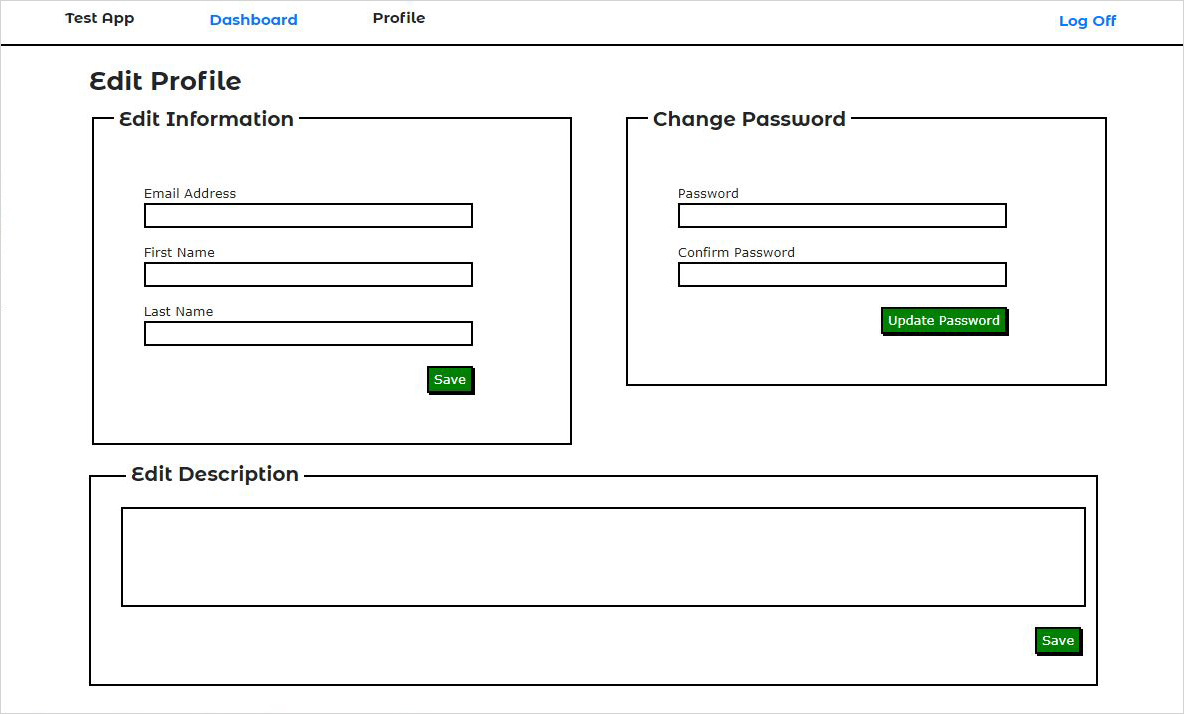 Test App Dashboard Profile Log Off
Edit Profile
Edit Information
Email Address
First Name
Last Name
Save
Change Password
Password
Confirm Password
Update Password
Edit Description
Save